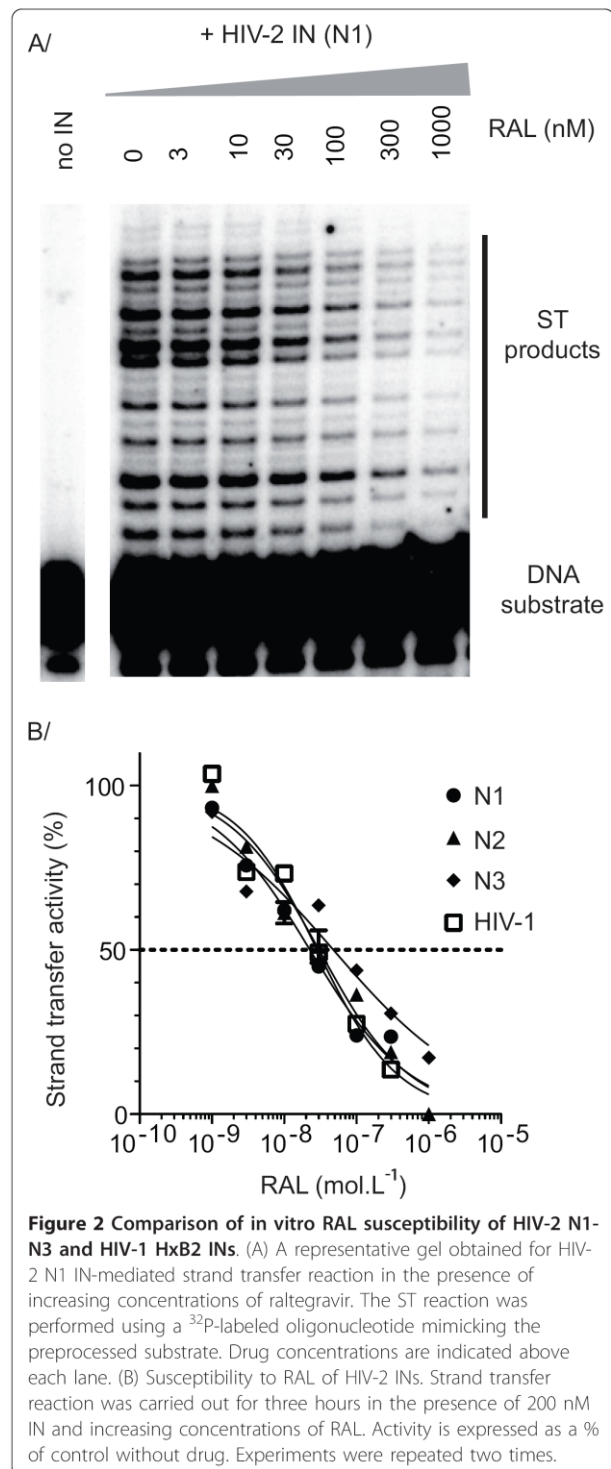 A/
+ HIV-2 IN (N1)
no IN
0
3
10
30
100
300
1000
RAL (nM)
ST
products
DNA
substrate
B/
Strand transfer activity (%)
100
50
0
10-10
10-9
10-8
10-7
10-6
10-5
RAL (mol.L-1)
N1
N2
N3
HIV-1
Figure 2 Comparison of in vitro RAL susceptibility of HIV-2 N1-
N3 and HIV-1 HxB2 INs. (A) A representative gel obtained for HIV-
2 N1 IN-mediated strand transfer reaction in the presence of
increasing concentrations of raltegravir. The ST reaction was
performed using a 32P-labeled oligonucleotide mimicking the
preprocessed substrate. Drug concentrations are indicated above
each lane. (B) Susceptibility to RAL of HIV-2 INs. Strand transfer
reaction was carried out for three hours in the presence of 200 nM
IN and increasing concentrations of RAL. Activity is expressed as a %
of control without drug. Experiments were repeated two times.